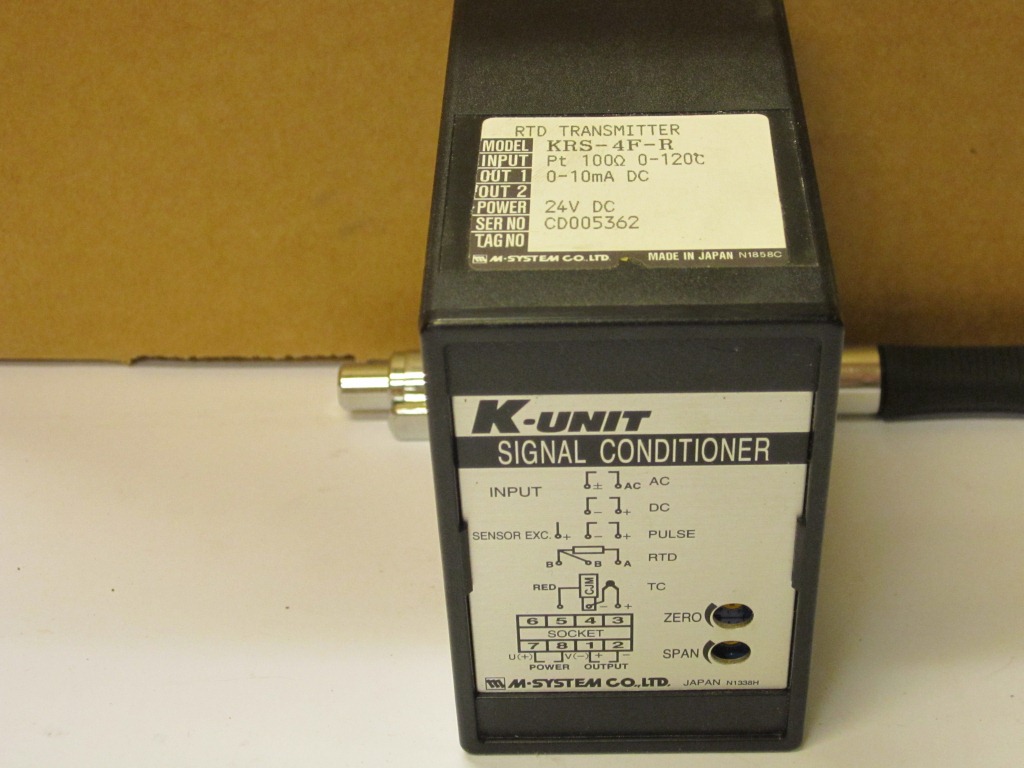 RTD TRANSMITTER
MODEL KRS-4F-R
INPUT Pt 100Ω 0-120℃
OUT 1 0-10mA DC
OUT 2
POWER 24V DC
SER NO CD005362
TAG NO
M-SYSTEM CO., LTD. MADE IN JAPAN N1858C
K-UNIT
SIGNAL CONDITIONER
INPUT ± AC AC
- + DC
SENSOR EXC. + - + PULSE
B B A RTD
RED CJM - + TC
6 5 4 3
SOCKET
7 8 1 2
U(+) V(-) + -
POWER OUTPUT
ZERO
SPAN
M-SYSTEM CO., LTD. JAPAN N1338H